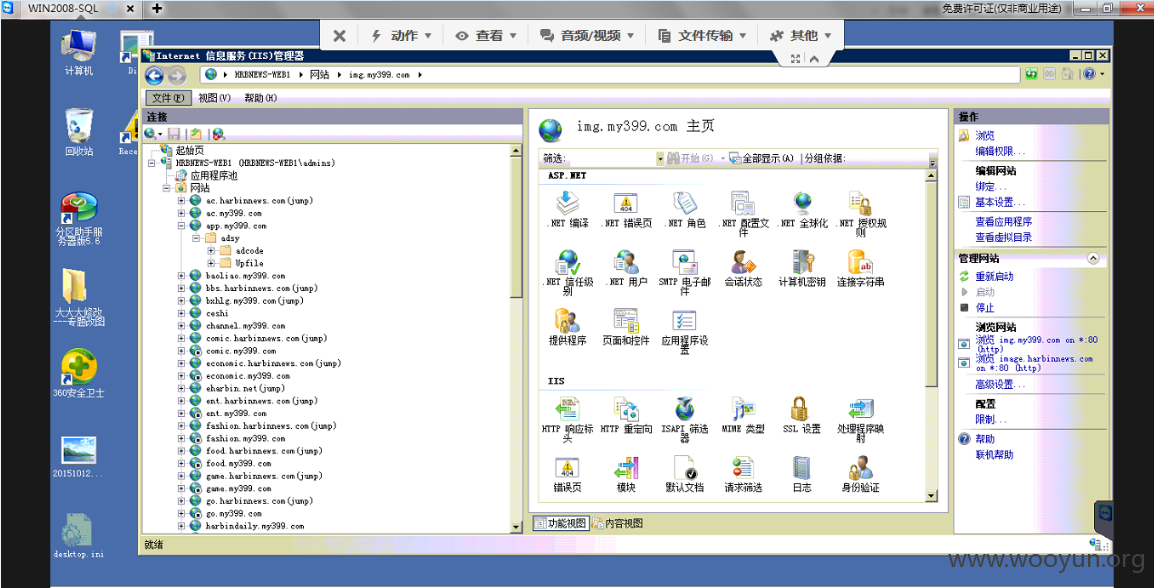 WIN2008-SQL
免费许可证(仅非商业用途)
动作
查看
音频/视频
文件传输
其他
计算机
Di
回收站
Rece
分区助手服
务器版5.6
大大大修改
---专题改图
360安全卫士
20151012...
desktop.ini
Internet 信息服务(IIS)管理器
HRBNEWS-WEB1
网站
img.my399.com
文件(F)
视图(V)
帮助(H)
连接
起始页
HRBNEWS-WEB1 (HRBNEWS-WEB1\admins)
应用程序池
网站
ac.harbinnews.com(jump)
ac.my399.com
app.my399.com
adsy
adcode
Upfile
baoliao.my399.com
bbs.harbinnews.com(jump)
bxhlg.my399.com(jump)
ceshi
channel.my399.com
comic.harbinnews.com(jump)
comic.my399.com
economic.harbinnews.com(jump)
economic.my399.com
eharbin.net(jump)
ent.harbinnews.com(jump)
ent.my399.com
fashion.harbinnews.com(jump)
fashion.my399.com
food.harbinnews.com(jump)
food.my399.com
game.harbinnews.com(jump)
game.my399.com
go.harbinnews.com(jump)
go.my399.com
harbindaily.my399.com
img.my399.com 主页
筛选:
开始(G)
全部显示(A)
分组依据:
ASP.NET
.NET 编译
.NET 错误页
.NET 角色
.NET 配置文
件
.NET 全球化
.NET 授权规
则
.NET 信任级
别
.NET 用户
SMTP 电子邮
件
会话状态
计算机密钥
连接字符串
提供程序
页面和控件
应用程序设
置
IIS
HTTP 响应标
头
HTTP 重定向
ISAPI 筛选
器
MIME 类型
SSL 设置
处理程序映
射
错误页
模块
默认文档
请求筛选
日志
身份验证
功能视图
内容视图
操作
浏览
编辑权限...
编辑网站
绑定...
基本设置...
查看应用程序
查看虚拟目录
管理网站
重新启动
启动
停止
浏览网站
浏览 img.my399.com on *:80
(http)
浏览 image.harbinnews.com
on *:80 (http)
高级设置...
配置
限制...
帮助
联机帮助
就绪
www.wooyun.org